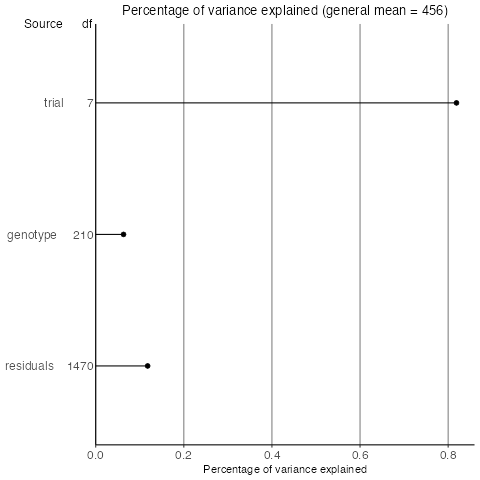 Percentage of variance explained (general mean = 456)
Source df
trial 7
genotype 210
residuals 1470
0.0 0.2 0.4 0.6 0.8
Percentage of variance explained